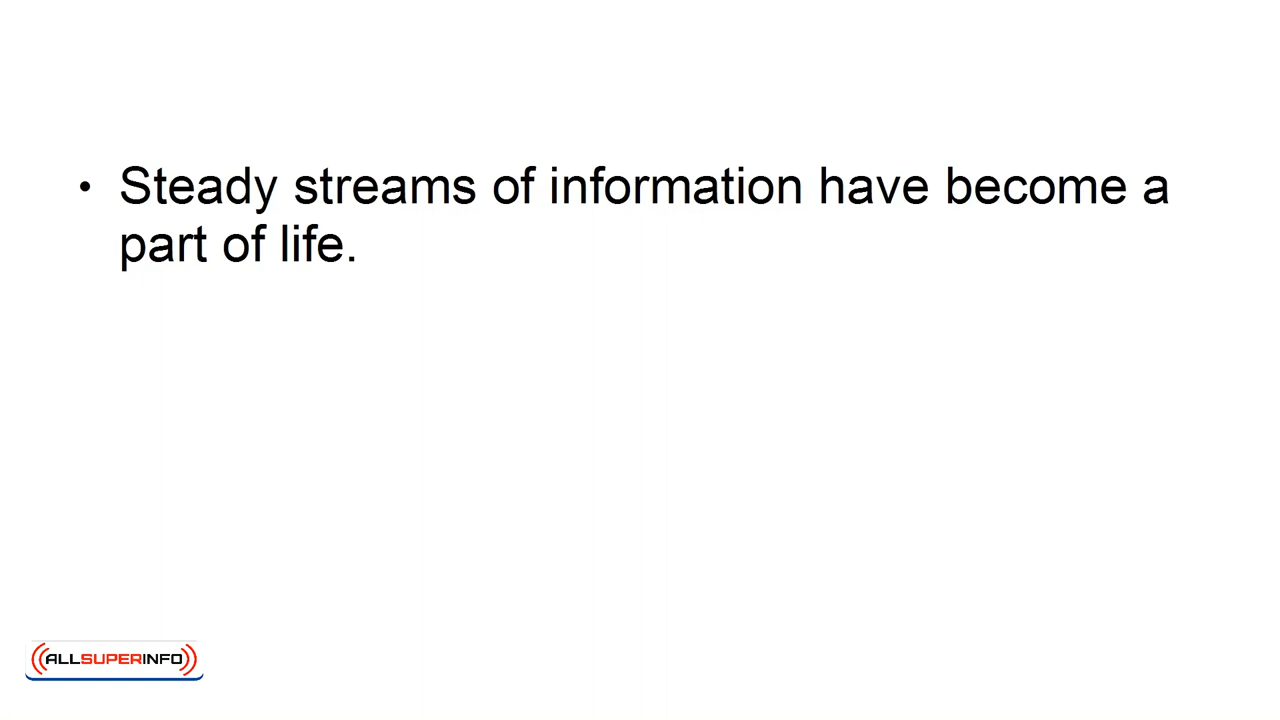 • Steady streams of information have become a
part of life.
ALLSUPERINFO